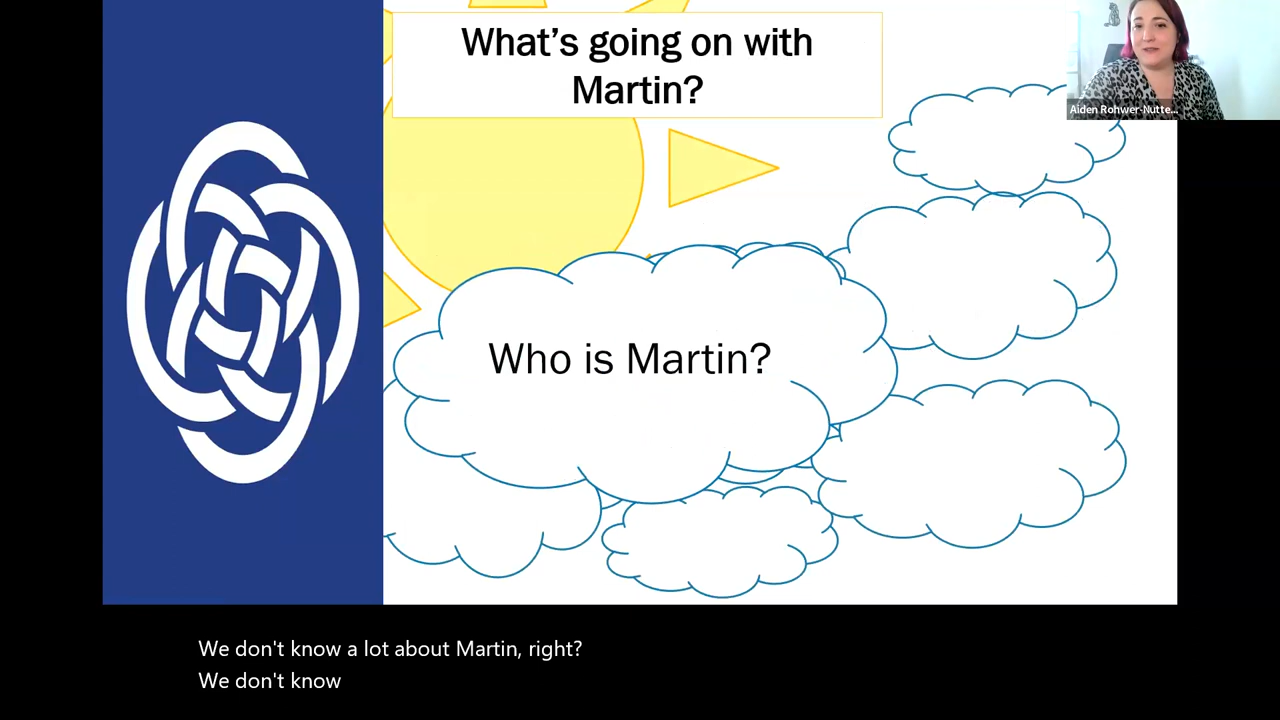 What's going on with
Martin?
Aiden Rohwer-Nutte...
Who is Martin?
We don't know a lot about Martin, right?
We don't know